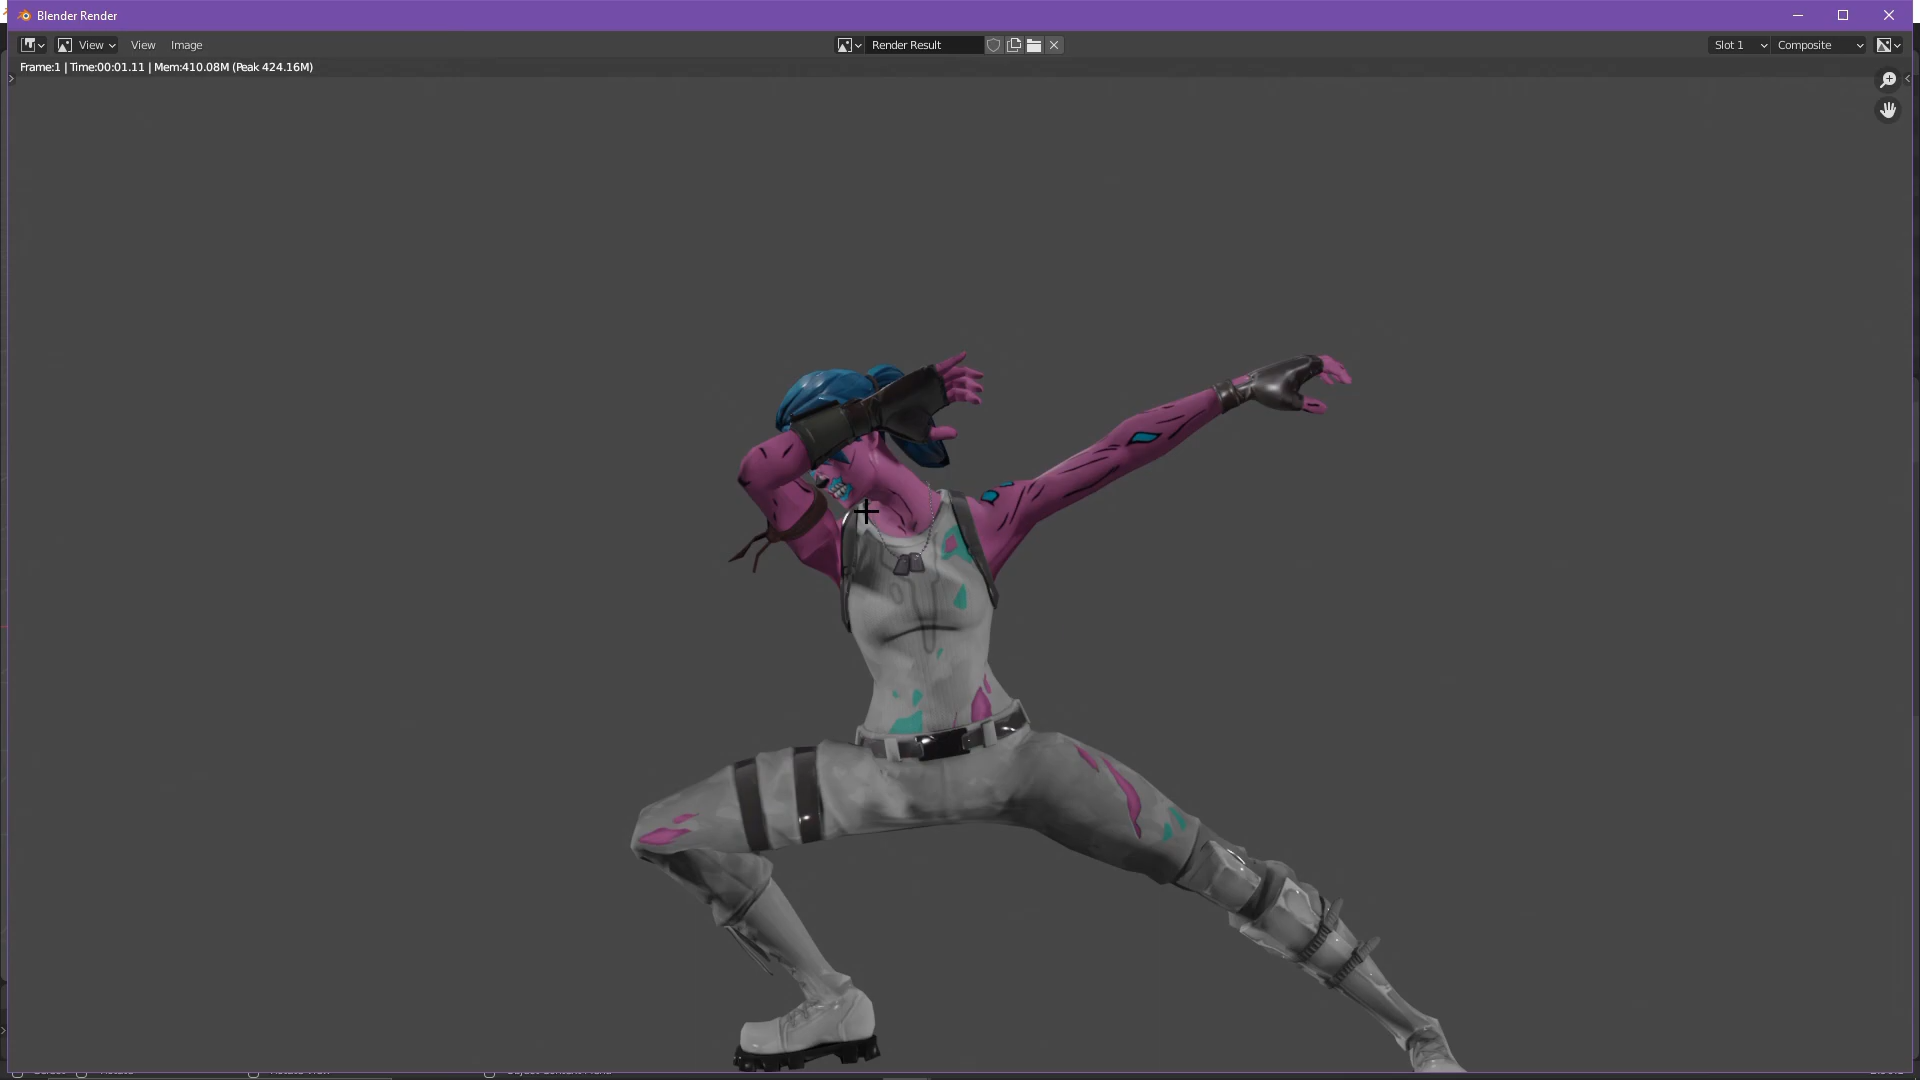 Blender Render
View View Image Render Result Slot 1 Composite
Frame:1 | Time:00:01.11 | Mem:410.08M (Peak 424.16M)